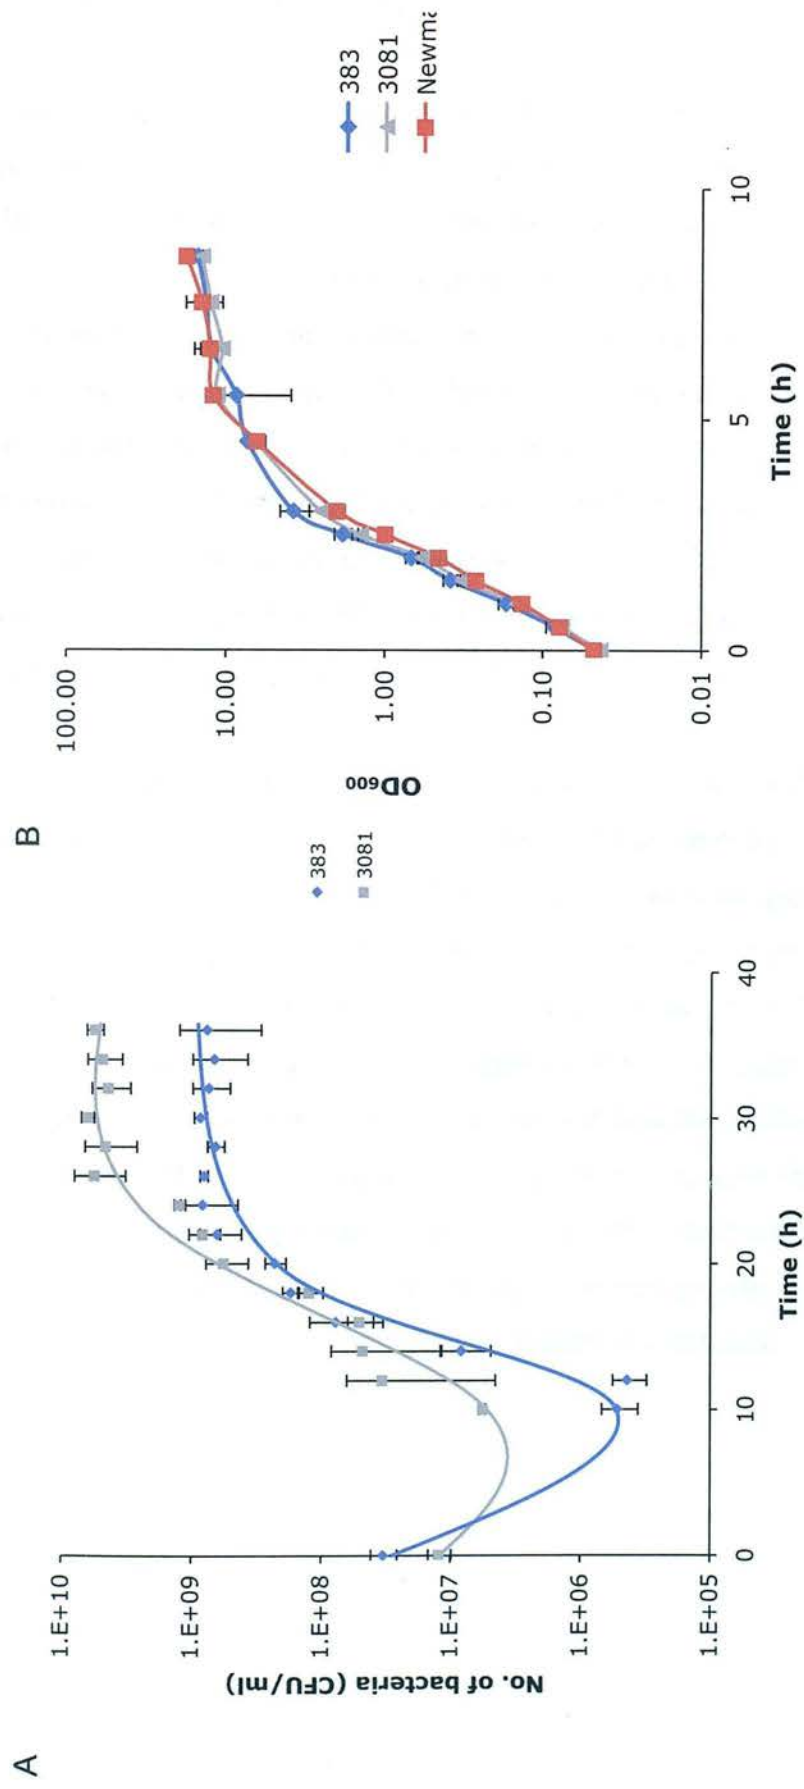 A
No. of bacteria (CFU/ml)
1.E+10
1.E+09
1.E+08
1.E+07
1.E+06
1.E+05
0
10
20
30
40
Time (h)
383
3081
B
OD600
100.00
10.00
1.00
0.10
0.01
0
5
10
Time (h)
383
3081
Newma